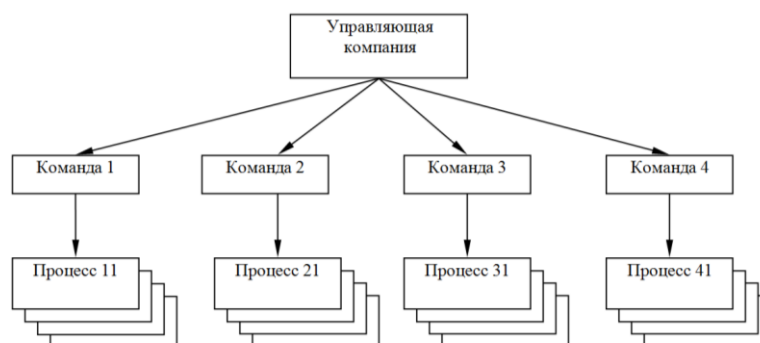 Управляющая
компания
Команда 1
Команда 2
Команда 3
Команда 4
Процесс 11
Процесс 21
Процесс 31
Процесс 41